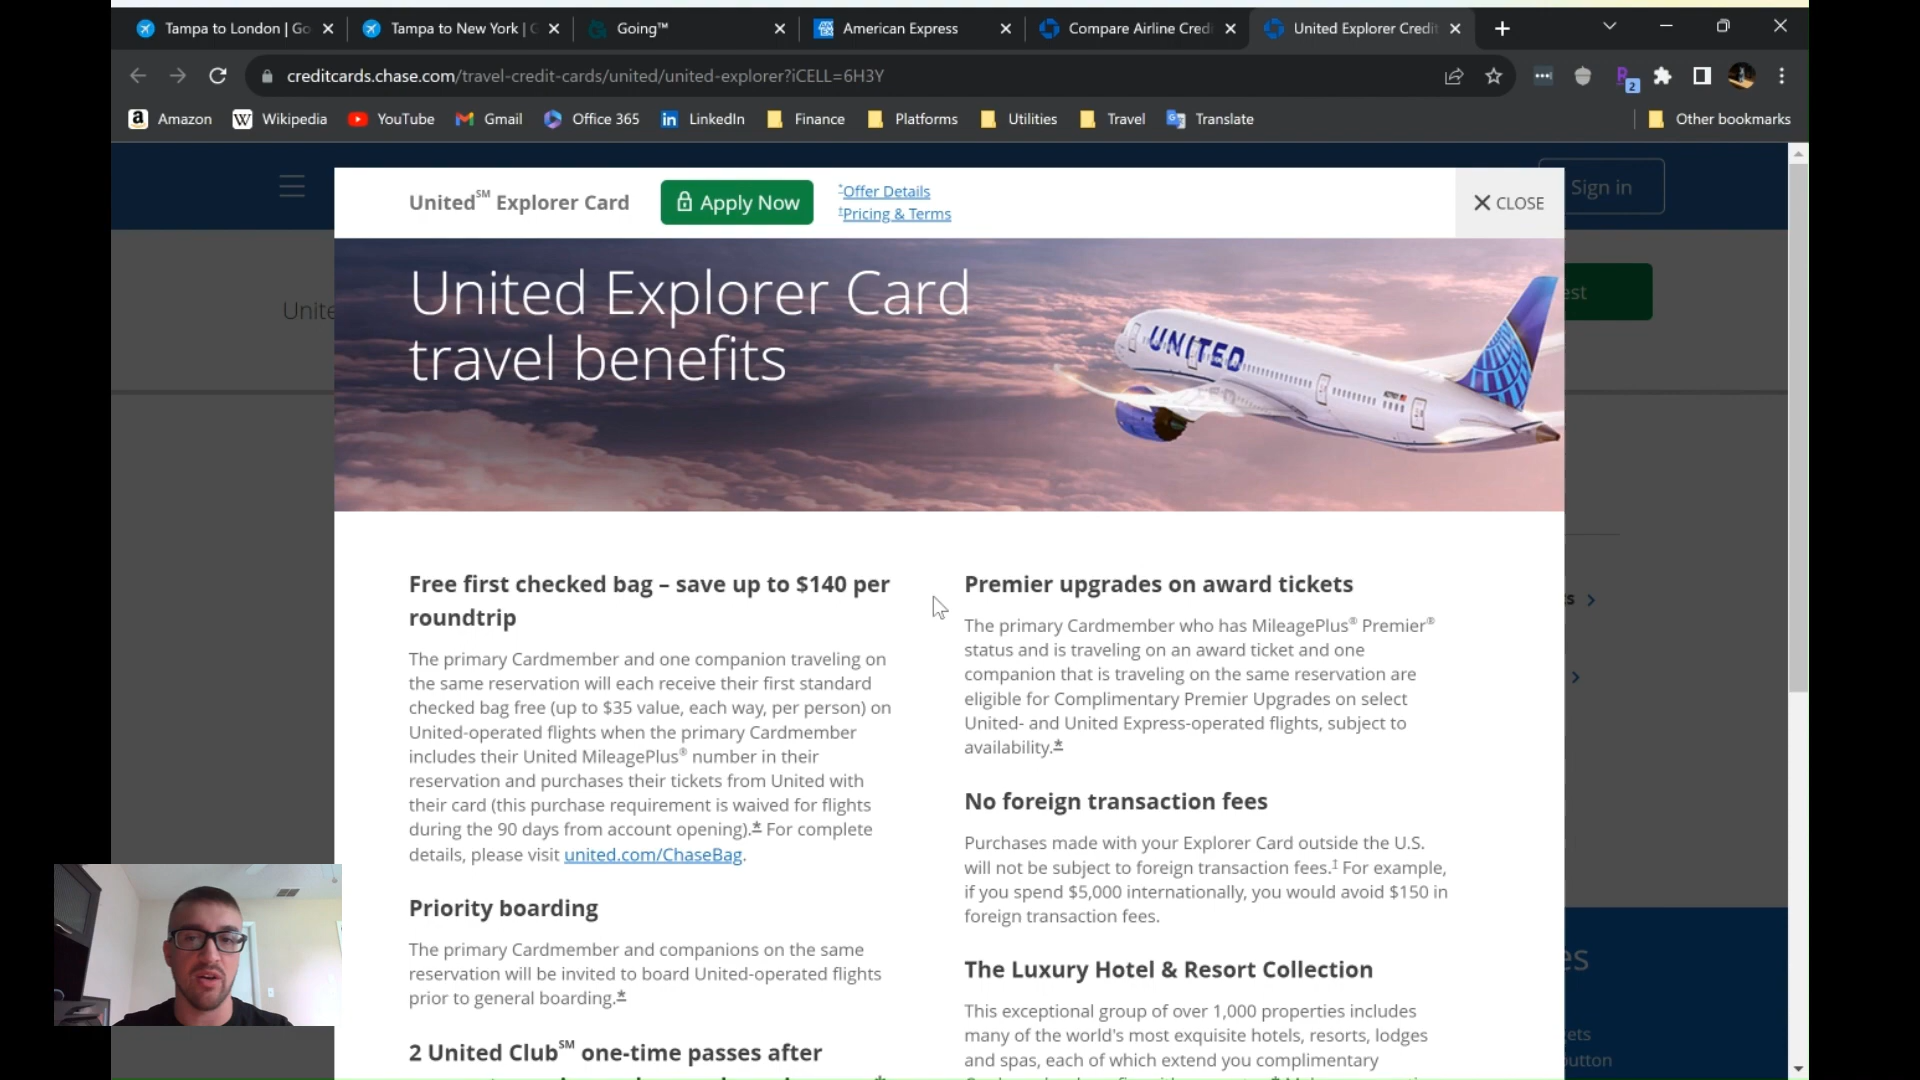 Tampa to London | Go
Tampa to New York | G
Going™
American Express
Compare Airline Credi
United Explorer Credit
creditcards.chase.com/travel-credit-cards/united/united-explorer?iCELL=6H3Y
2
Amazon
Wikipedia
YouTube
Gmail
Office 365
LinkedIn
Finance
Platforms
Utilities
Travel
Translate
Other bookmarks
United℠ Explorer Card
Apply Now
*Offer Details
†Pricing & Terms
CLOSE
Sign in
Unite
est
United Explorer Card
travel benefits
UNITED
Free first checked bag – save up to $140 per
roundtrip
The primary Cardmember and one companion traveling on
the same reservation will each receive their first standard
checked bag free (up to $35 value, each way, per person) on
United-operated flights when the primary Cardmember
includes their United MileagePlus® number in their
reservation and purchases their tickets from United with
their card (this purchase requirement is waived for flights
during the 90 days from account opening).* For complete
details, please visit united.com/ChaseBag.
Priority boarding
The primary Cardmember and companions on the same
reservation will be invited to board United-operated flights
prior to general boarding.*
2 United Club℠ one-time passes after
Premier upgrades on award tickets
The primary Cardmember who has MileagePlus® Premier®
status and is traveling on an award ticket and one
companion that is traveling on the same reservation are
eligible for Complimentary Premier Upgrades on select
United- and United Express-operated flights, subject to
availability.*
No foreign transaction fees
Purchases made with your Explorer Card outside the U.S.
will not be subject to foreign transaction fees.† For example,
if you spend $5,000 internationally, you would avoid $150 in
foreign transaction fees.
The Luxury Hotel & Resort Collection
This exceptional group of over 1,000 properties includes
many of the world's most exquisite hotels, resorts, lodges
and spas, each of which extend you complimentary
s
es
ets
outton